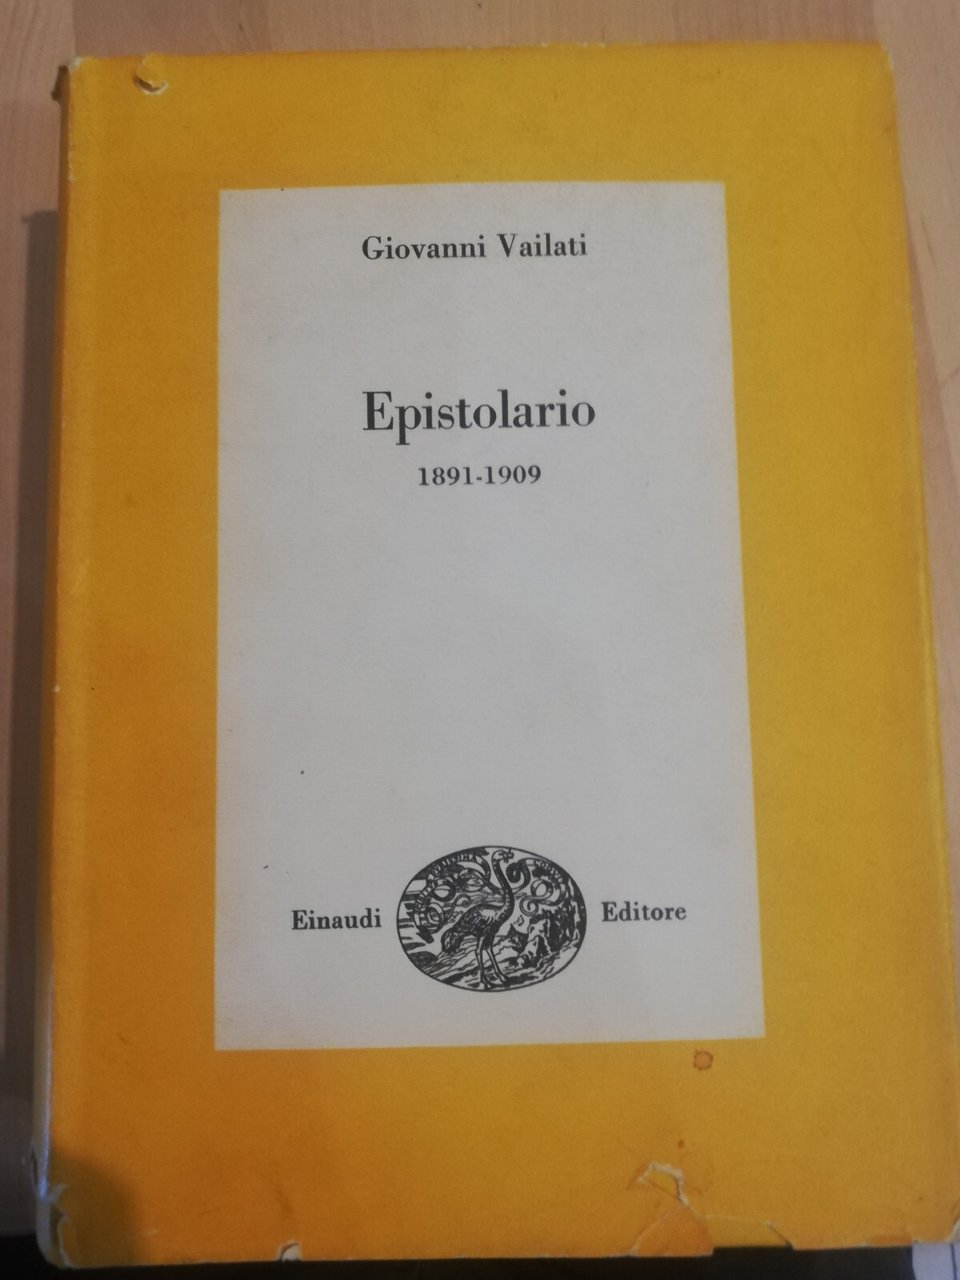 Giovanni Vailati
Epistolario
1891-1909
Einaudi
Editore